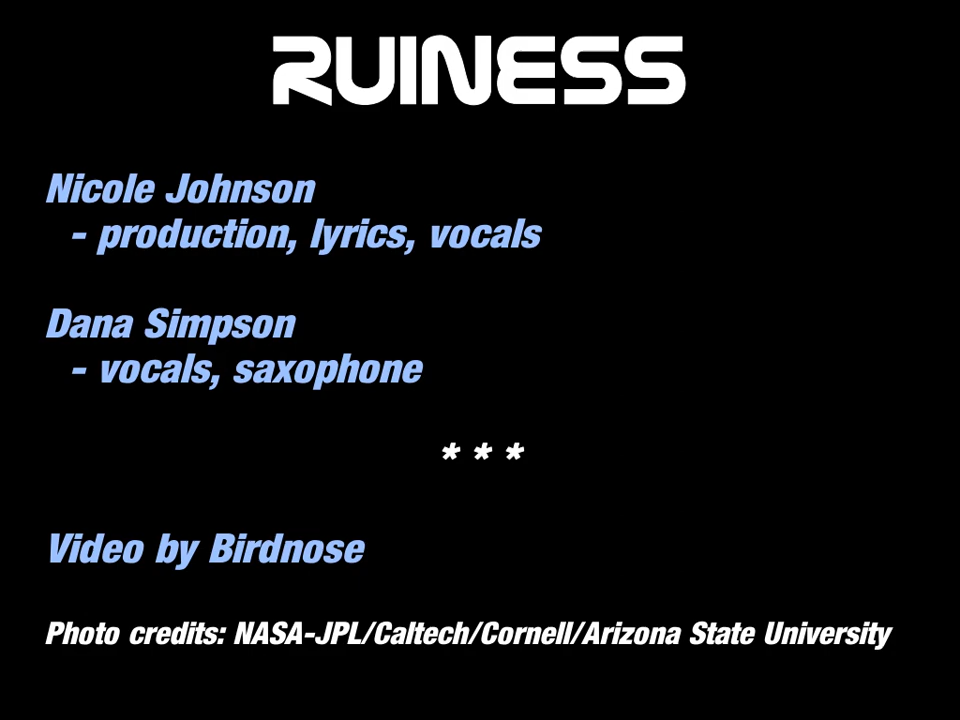 RUINESS
Nicole Johnson
- production, lyrics, vocals
Dana Simpson
- vocals, saxophone
* * *
Video by Birdnose
Photo credits: NASA-JPL/Caltech/Cornell/Arizona State University